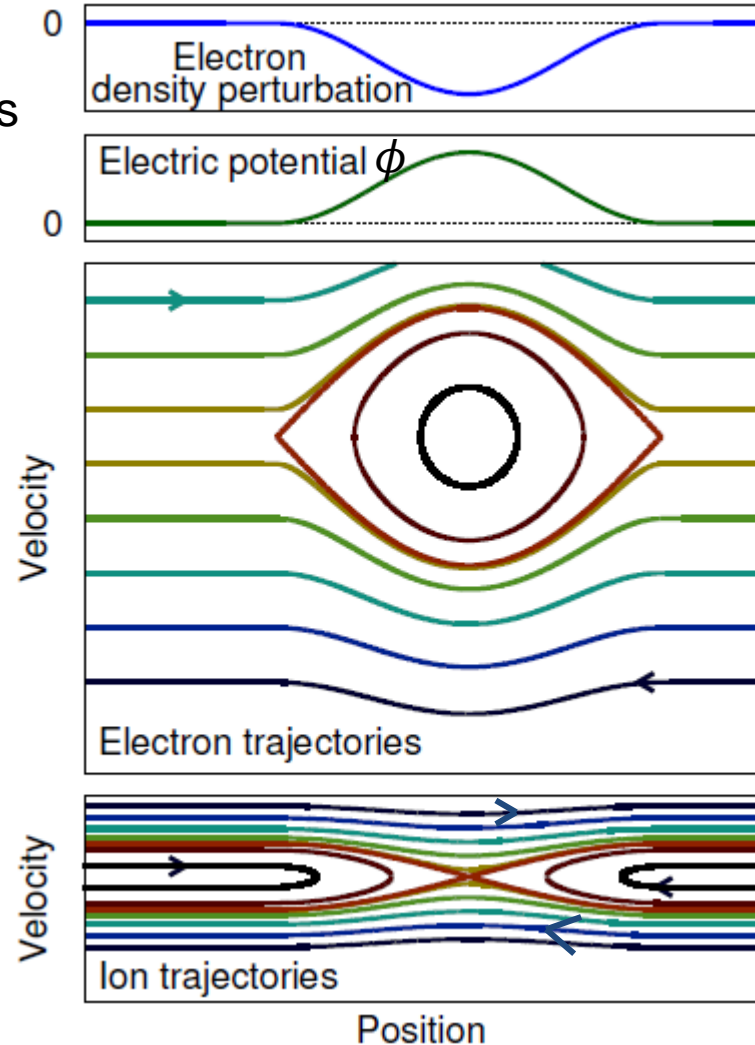 0
Electron
density perturbation
s
Electric potential ϕ
0
Velocity
Electron trajectories
Velocity
Ion trajectories
Position